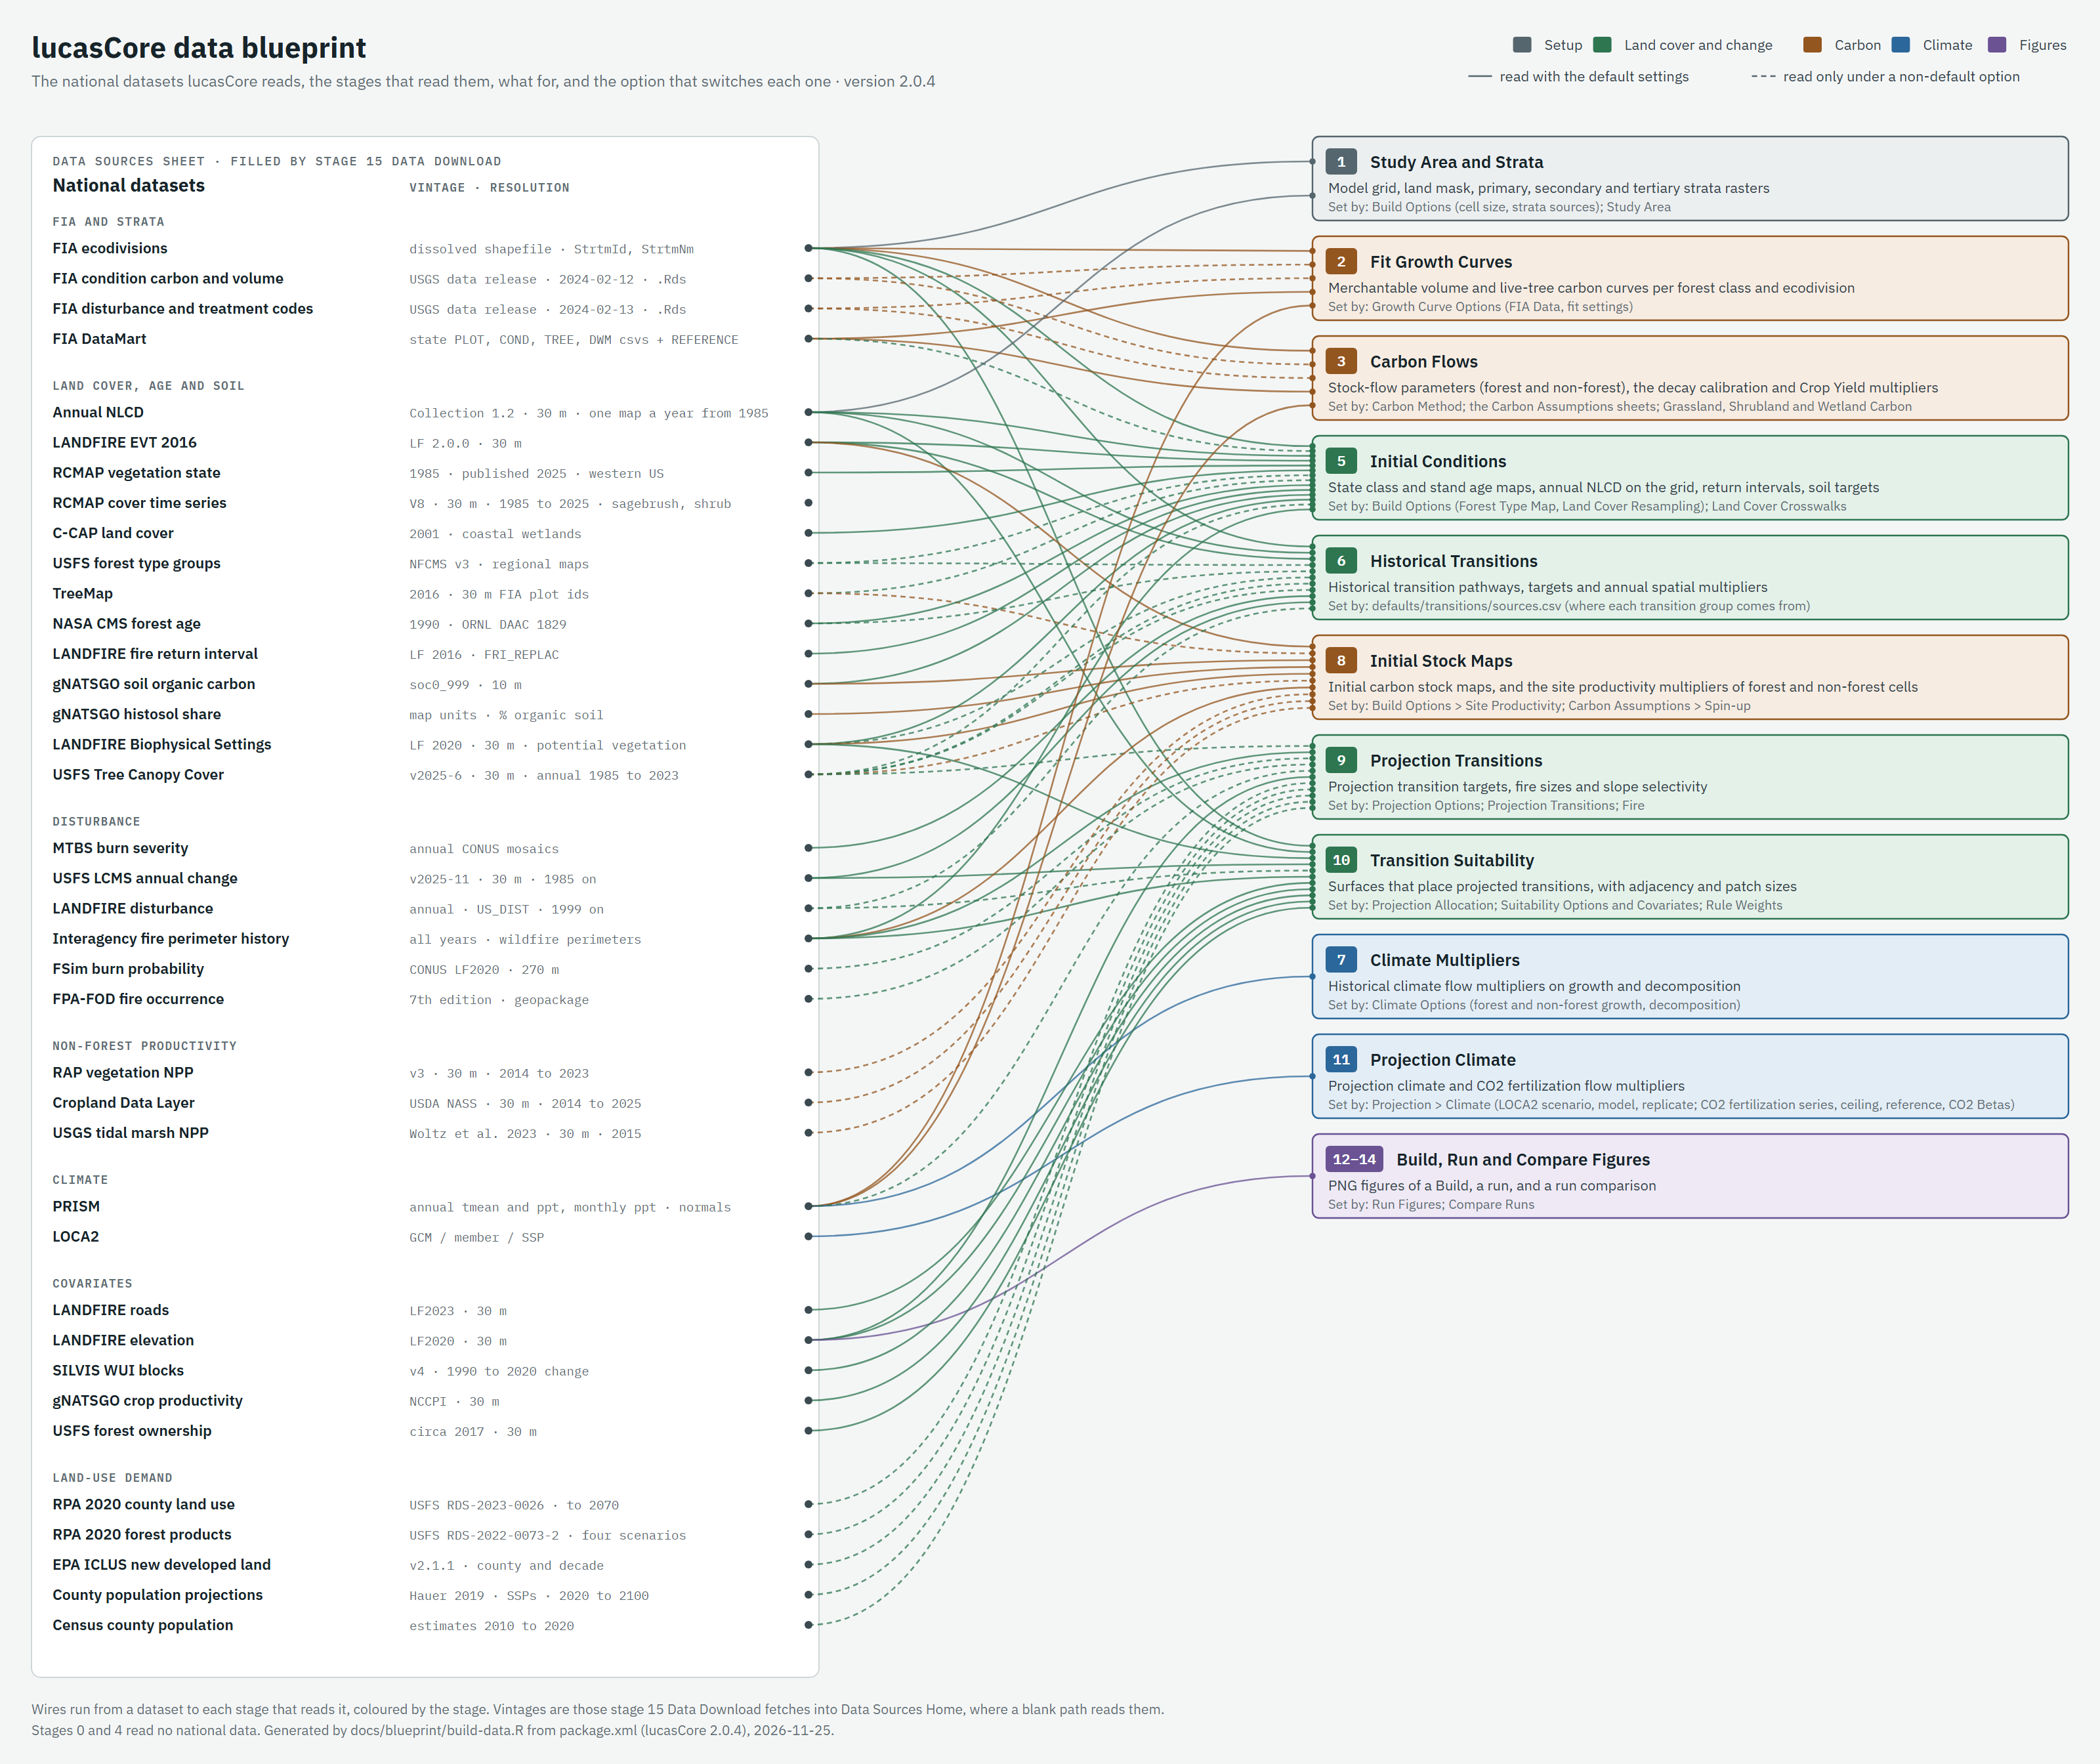 lucasCore data blueprint
The national datasets lucasCore reads, the stages that read them, what for, and the option that switches each one · version 2.0.4
Setup
Land cover and change
Carbon
Climate
Figures
read with the default settings
read only under a non-default option
DATA SOURCES SHEET · FILLED BY STAGE 15 DATA DOWNLOAD
National datasets
VINTAGE · RESOLUTION
FIA AND STRATA
FIA ecodivisions dissolved shapefile · StrtmId, StrtmNm
FIA condition carbon and volume USGS data release · 2024-02-12 · .Rds
FIA disturbance and treatment codes USGS data release · 2024-02-13 · .Rds
FIA DataMart state PLOT, COND, TREE, DWM csvs + REFERENCE
LAND COVER, AGE AND SOIL
Annual NLCD Collection 1.2 · 30 m · one map a year from 1985
LANDFIRE EVT 2016 LF 2.0.0 · 30 m
RCMAP vegetation state 1985 · published 2025 · western US
RCMAP cover time series V8 · 30 m · 1985 to 2025 · sagebrush, shrub
C-CAP land cover 2001 · coastal wetlands
USFS forest type groups NFCMS v3 · regional maps
TreeMap 2016 · 30 m FIA plot ids
NASA CMS forest age 1990 · ORNL DAAC 1829
LANDFIRE fire return interval LF 2016 · FRI_REPLAC
gNATSGO soil organic carbon soc0_999 · 10 m
gNATSGO histosol share map units · % organic soil
LANDFIRE Biophysical Settings LF 2020 · 30 m · potential vegetation
USFS Tree Canopy Cover v2025-6 · 30 m · annual 1985 to 2023
DISTURBANCE
MTBS burn severity annual CONUS mosaics
USFS LCMS annual change v2025-11 · 30 m · 1985 on
LANDFIRE disturbance annual · US_DIST · 1999 on
Interagency fire perimeter history all years · wildfire perimeters
FSim burn probability CONUS LF2020 · 270 m
FPA-FOD fire occurrence 7th edition · geopackage
NON-FOREST PRODUCTIVITY
RAP vegetation NPP v3 · 30 m · 2014 to 2023
Cropland Data Layer USDA NASS · 30 m · 2014 to 2025
USGS tidal marsh NPP Woltz et al. 2023 · 30 m · 2015
CLIMATE
PRISM annual tmean and ppt, monthly ppt · normals
LOCA2 GCM / member / SSP
COVARIATES
LANDFIRE roads LF2023 · 30 m
LANDFIRE elevation LF2020 · 30 m
SILVIS WUI blocks v4 · 1990 to 2020 change
gNATSGO crop productivity NCCPI · 30 m
USFS forest ownership circa 2017 · 30 m
LAND-USE DEMAND
RPA 2020 county land use USFS RDS-2023-0026 · to 2070
RPA 2020 forest products USFS RDS-2022-0073-2 · four scenarios
EPA ICLUS new developed land v2.1.1 · county and decade
County population projections Hauer 2019 · SSPs · 2020 to 2100
Census county population estimates 2010 to 2020
1 Study Area and Strata
Model grid, land mask, primary, secondary and tertiary strata rasters
Set by: Build Options (cell size, strata sources); Study Area
2 Fit Growth Curves
Merchantable volume and live-tree carbon curves per forest class and ecodivision
Set by: Growth Curve Options (FIA Data, fit settings)
3 Carbon Flows
Stock-flow parameters (forest and non-forest), the decay calibration and Crop Yield multipliers
Set by: Carbon Method; the Carbon Assumptions sheets; Grassland, Shrubland and Wetland Carbon
5 Initial Conditions
State class and stand age maps, annual NLCD on the grid, return intervals, soil targets
Set by: Build Options (Forest Type Map, Land Cover Resampling); Land Cover Crosswalks
6 Historical Transitions
Historical transition pathways, targets and annual spatial multipliers
Set by: defaults/transitions/sources.csv (where each transition group comes from)
8 Initial Stock Maps
Initial carbon stock maps, and the site productivity multipliers of forest and non-forest cells
Set by: Build Options > Site Productivity; Carbon Assumptions > Spin-up
9 Projection Transitions
Projection transition targets, fire sizes and slope selectivity
Set by: Projection Options; Projection Transitions; Fire
10 Transition Suitability
Surfaces that place projected transitions, with adjacency and patch sizes
Set by: Projection Allocation; Suitability Options and Covariates; Rule Weights
7 Climate Multipliers
Historical climate flow multipliers on growth and decomposition
Set by: Climate Options (forest and non-forest growth, decomposition)
11 Projection Climate
Projection climate and CO2 fertilization flow multipliers
Set by: Projection > Climate (LOCA2 scenario, model, replicate; CO2 fertilization series, ceiling, reference, CO2 Betas)
12–14 Build, Run and Compare Figures
PNG figures of a Build, a run, and a run comparison
Set by: Run Figures; Compare Runs
Wires run from a dataset to each stage that reads it, coloured by the stage. Vintages are those stage 15 Data Download fetches into Data Sources Home, where a blank path reads them.
Stages 0 and 4 read no national data. Generated by docs/blueprint/build-data.R from package.xml (lucasCore 2.0.4), 2026-11-25.